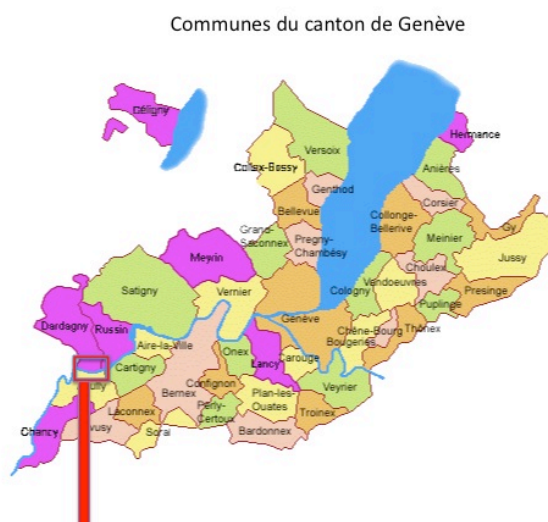 Communes du canton de Genève
Céligny
Hermance
Versoix
Collex-Bossy
Anières
Genthod
Corsier
Bellevue
Collonge-Bellerive
Gy
Grand-Saconnex
Pregny-Chambésy
Meinier
Jussy
Meyrin
Choulex
Vandoeuvres
Satigny
Vernier
Cologny
Presinge
Puplinge
Genève
Dardagny
Russin
Chêne-Bourg
Thônex
Aire-la-Ville
Bougeries
Onex
Lancy
Carouge
Cartigny
Confignon
Veyrier
Bernex
Plan-les-Ouates
Laconnex
Perly-Certoux
Troinex
Chancy
Soral
Bardonnex